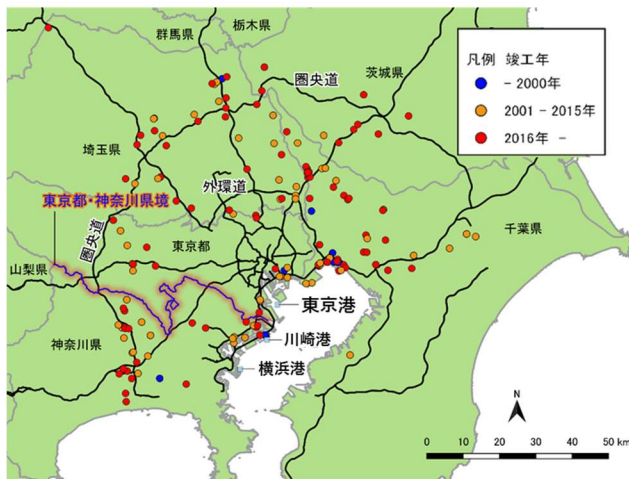 栃木県
群馬県
茨城県
圏央道
凡例 竣工年
- 2000年
2001 - 2015年
2016年 -
埼玉県
外環道
東京都・神奈川県境
圏央道
東京都
千葉県
山梨県
東京港
神奈川県
川崎港
横浜港
N
0 10 20 30 40 50 km